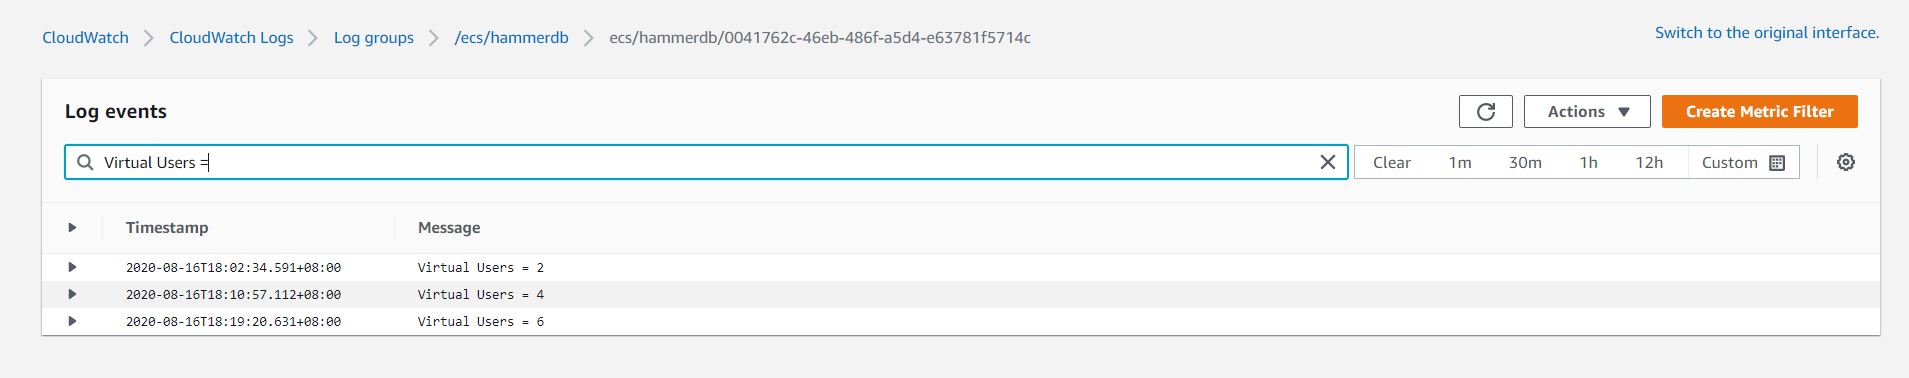 CloudWatch > CloudWatch Logs > Log groups > /ecs/hammerdb > ecs/hammerdb/0041762c-46eb-486f-a5d4-e63781f5714c
Switch to the original interface.
Log events
Actions
Create Metric Filter
Virtual Users =
Clear 1m 30m 1h 12h Custom
Timestamp Message
2020-08-16T18:02:34.591+08:00 Virtual Users = 2
2020-08-16T18:10:57.112+08:00 Virtual Users = 4
2020-08-16T18:19:20.631+08:00 Virtual Users = 6